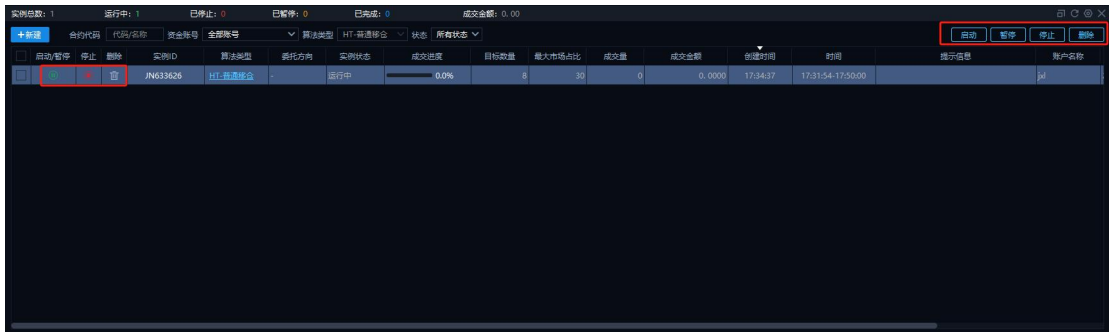 实例总数: 1 运行中: 1 已停止: 0 已暂停: 0 已完成: 0 成交金额: 0.00
+新建 合约代码 代码/名称 资金账号 全部账号 算法类型 HT-普通移仓 状态 所有状态 启动 暂停 停止 删除
启动/暂停 停止 删除 实例ID 算法类型 委托方向 实例状态 成交进度 目标数量 最大市场占比 成交量 成交金额 创建时间 时间 提示信息 账户名称
JN633626 HT-普通移仓 - 运行中 0.0% 8 30 0 0.0000 17:34:37 17:31:54-17:50:00 jxl